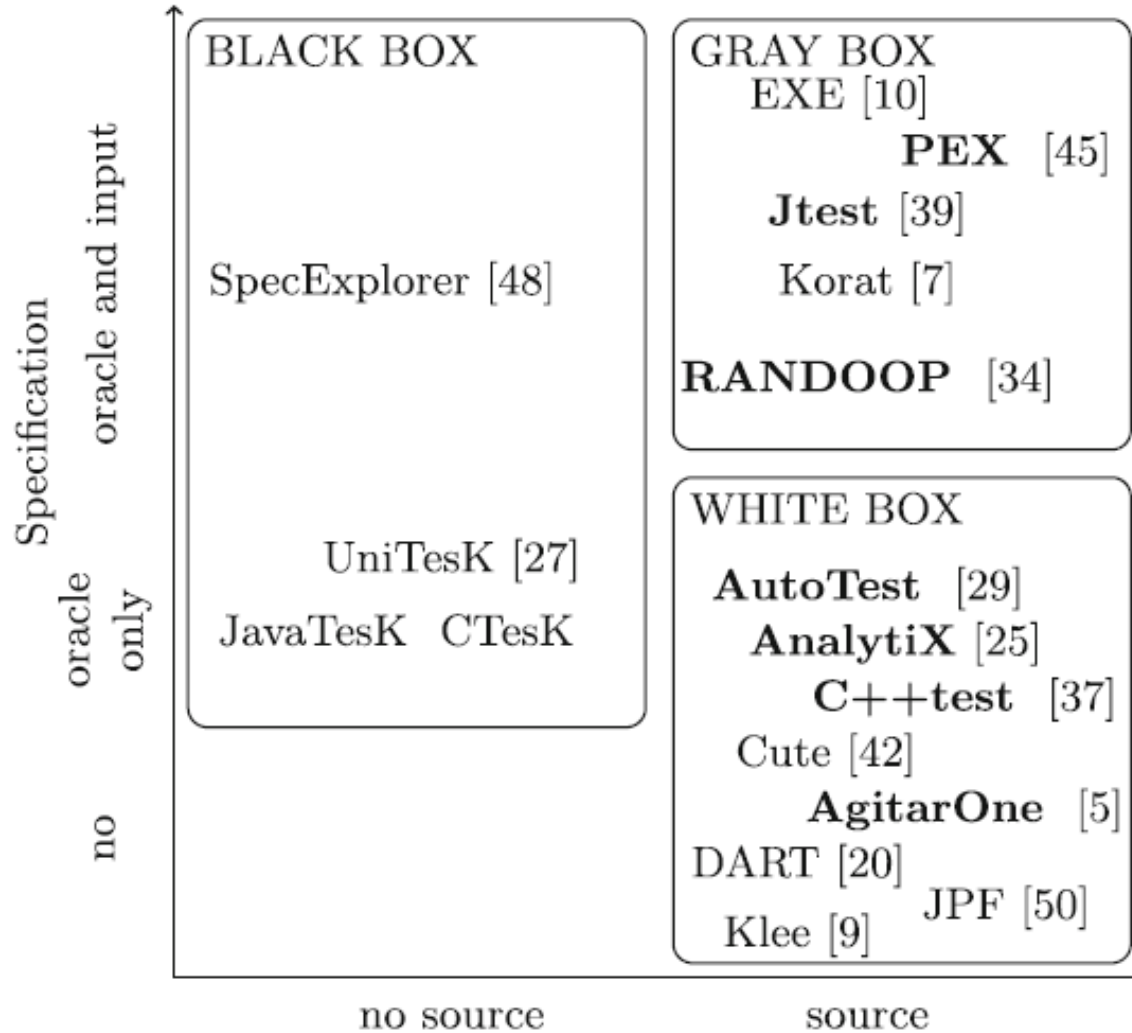 BLACK BOX
SpecExplorer [48]
UniTesK [27]
JavaTesK CTesK
GRAY BOX
EXE [10]
PEX [45]
Jtest [39]
Korat [7]
RANDOOP [34]
WHITE BOX
AutoTest [29]
AnalytiX [25]
C++test [37]
Cute [42]
AgitarOne [5]
DART [20]
JPF [50]
Klee [9]
Specification
oracle and input
oracle
only
no
no source
source